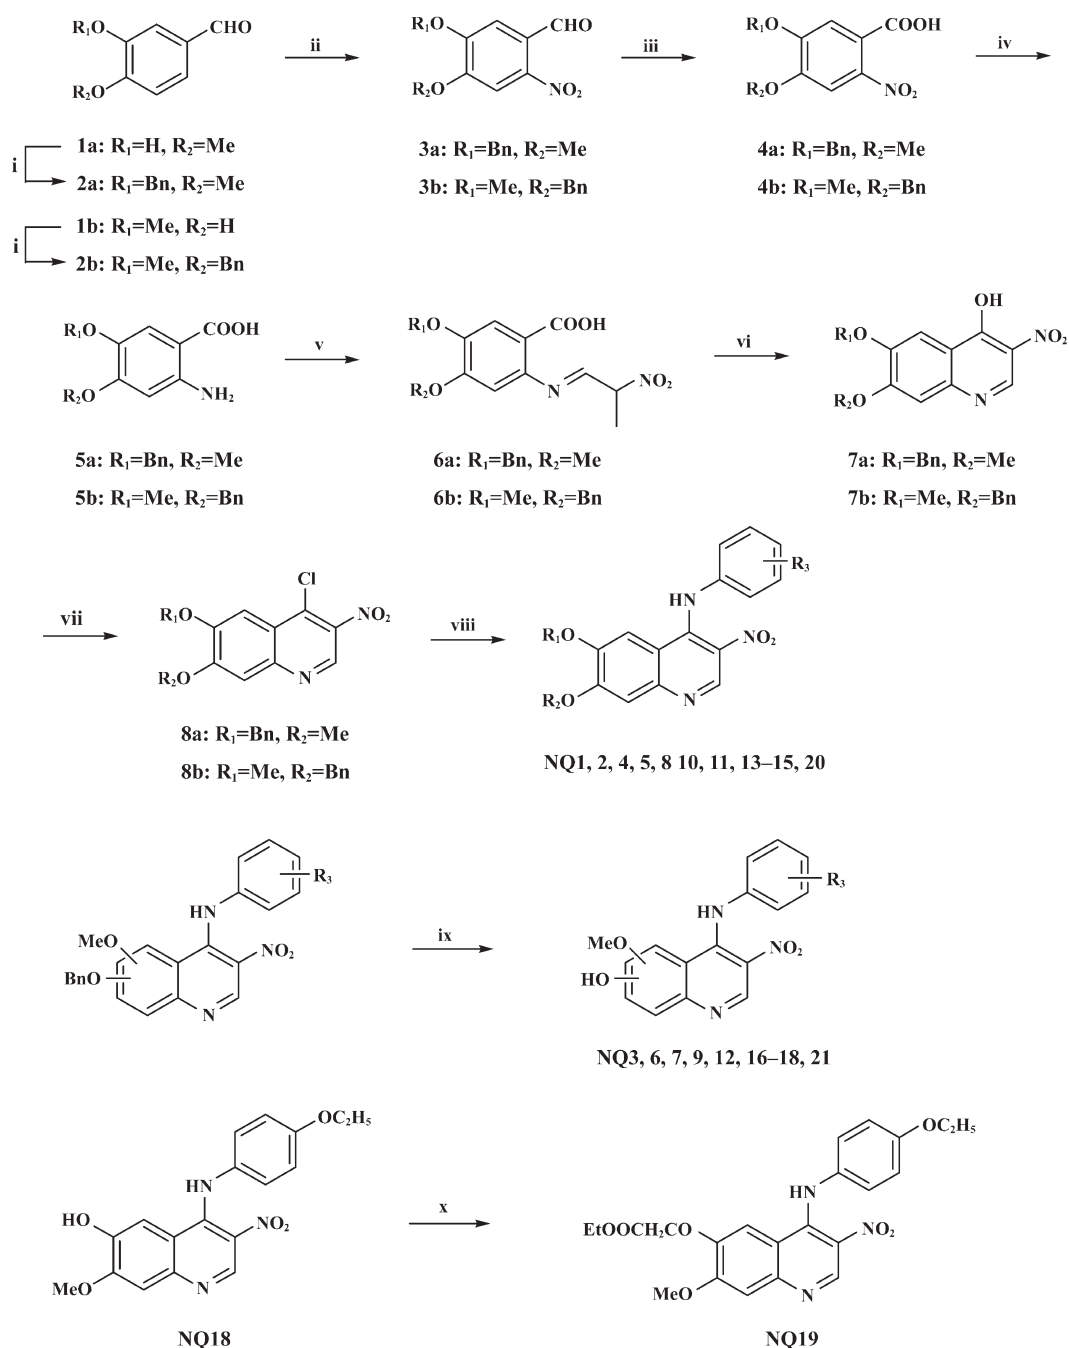 R₁O CHO R₂O
ii
R₁O CHO R₂O NO₂
iii
R₁O COOH R₂O NO₂
iv
i
1a: R₁=H, R₂=Me
2a: R₁=Bn, R₂=Me
i
1b: R₁=Me, R₂=H
2b: R₁=Me, R₂=Bn
3a: R₁=Bn, R₂=Me
3b: R₁=Me, R₂=Bn
4a: R₁=Bn, R₂=Me
4b: R₁=Me, R₂=Bn
R₁O COOH R₂O NH₂
v
R₁O COOH R₂O N NO₂
vi
OH R₁O NO₂ R₂O N
5a: R₁=Bn, R₂=Me
5b: R₁=Me, R₂=Bn
6a: R₁=Bn, R₂=Me
6b: R₁=Me, R₂=Bn
7a: R₁=Bn, R₂=Me
7b: R₁=Me, R₂=Bn
vii
Cl R₁O NO₂ R₂O N
8a: R₁=Bn, R₂=Me
8b: R₁=Me, R₂=Bn
viii
R₃ HN R₁O NO₂ R₂O N
NQ1, 2, 4, 5, 8 10, 11, 13–15, 20
R₃ HN MeO NO₂ BnO N
ix
R₃ HN MeO NO₂ HO N
NQ3, 6, 7, 9, 12, 16–18, 21
OC₂H₅ HN HO NO₂ MeO N
NQ18
x
OC₂H₅ HN EtOOCH₂CO NO₂ MeO N
NQ19